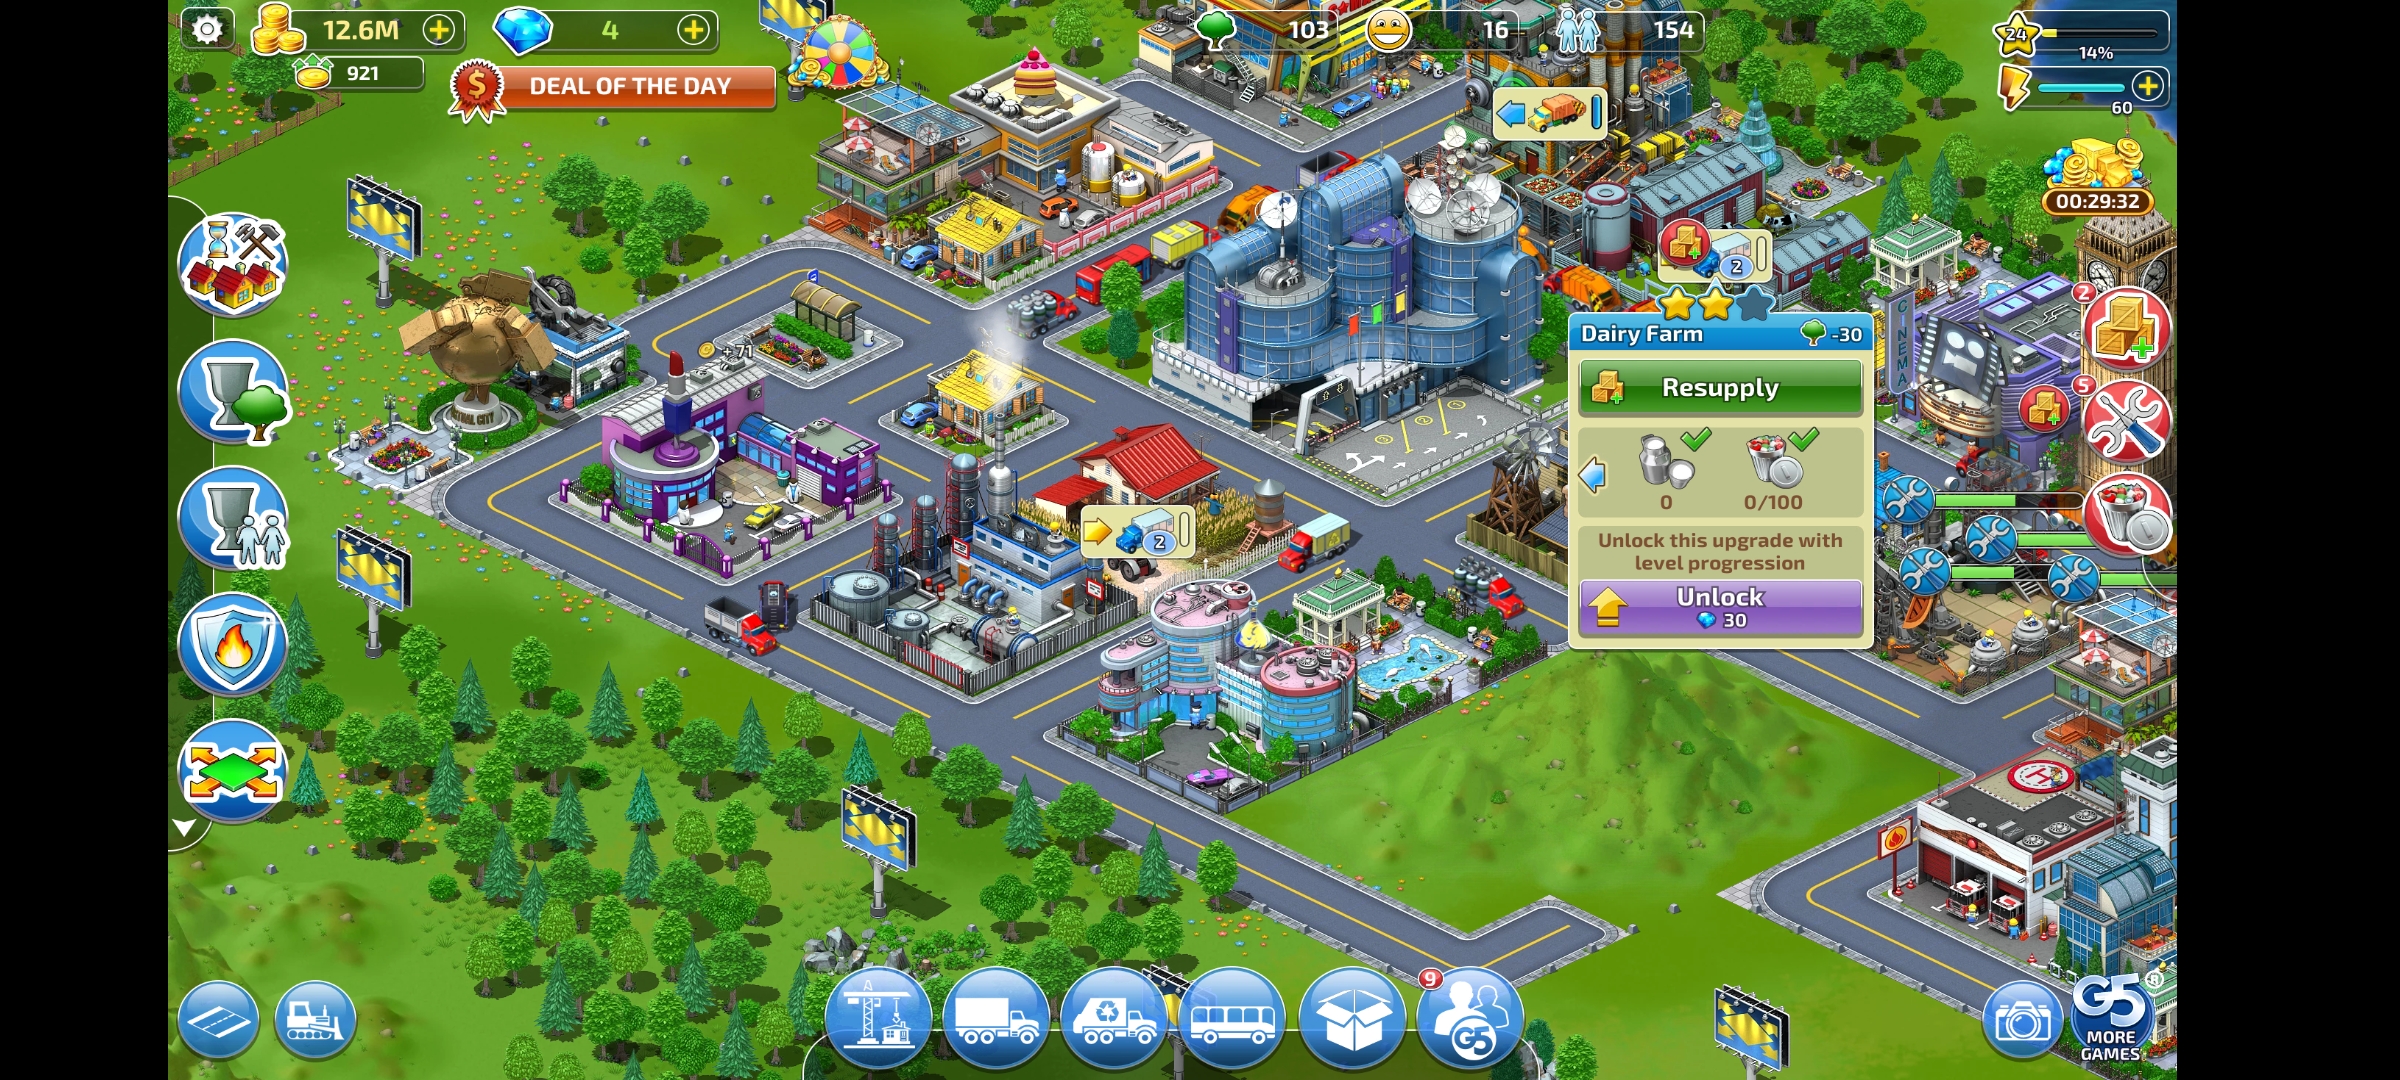 12.6M
4
103
16
154
24
14%
921
DEAL OF THE DAY
60
00:29:32
2
2
Dairy Farm
-30
CINEMA
+71
Resupply
5
0
0/100
2
Unlock this upgrade with
level progression
Unlock
30
H
9
A
G5
G5
MORE
GAMES